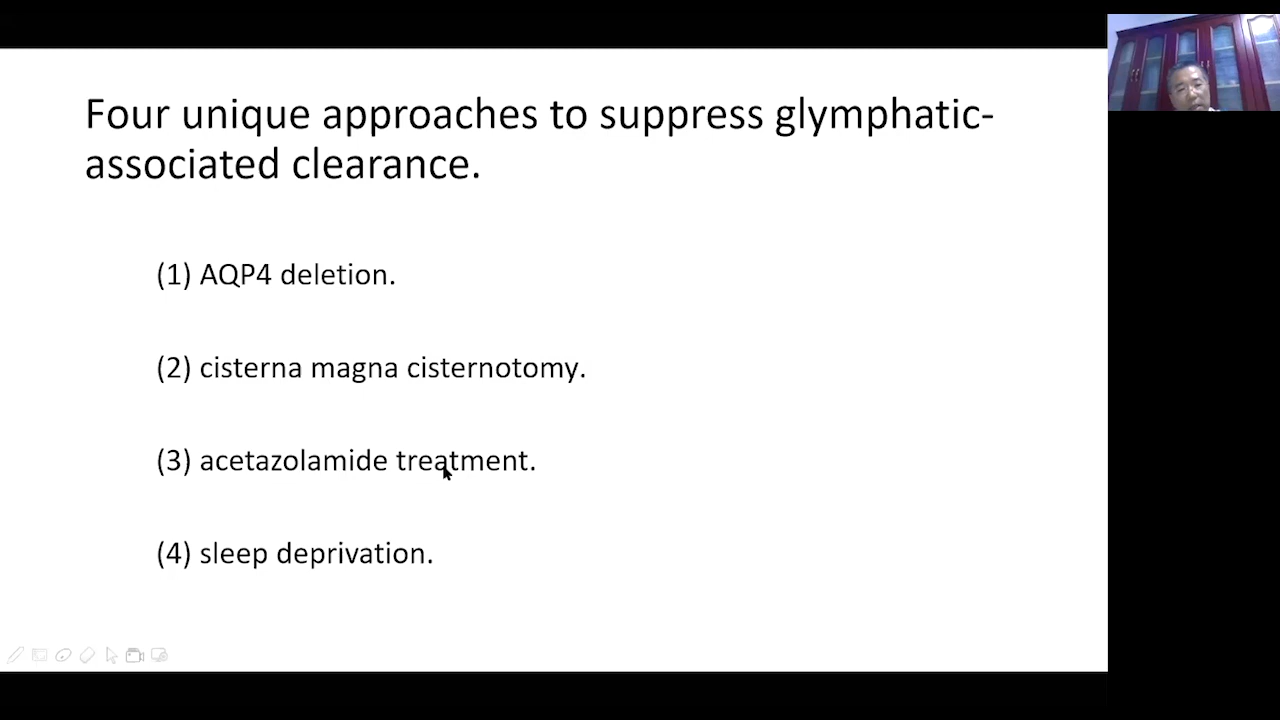 Four unique approaches to suppress glymphatic-
associated clearance.
(1) AQP4 deletion.
(2) cisterna magna cisternotomy.
(3) acetazolamide treatment.
(4) sleep deprivation.